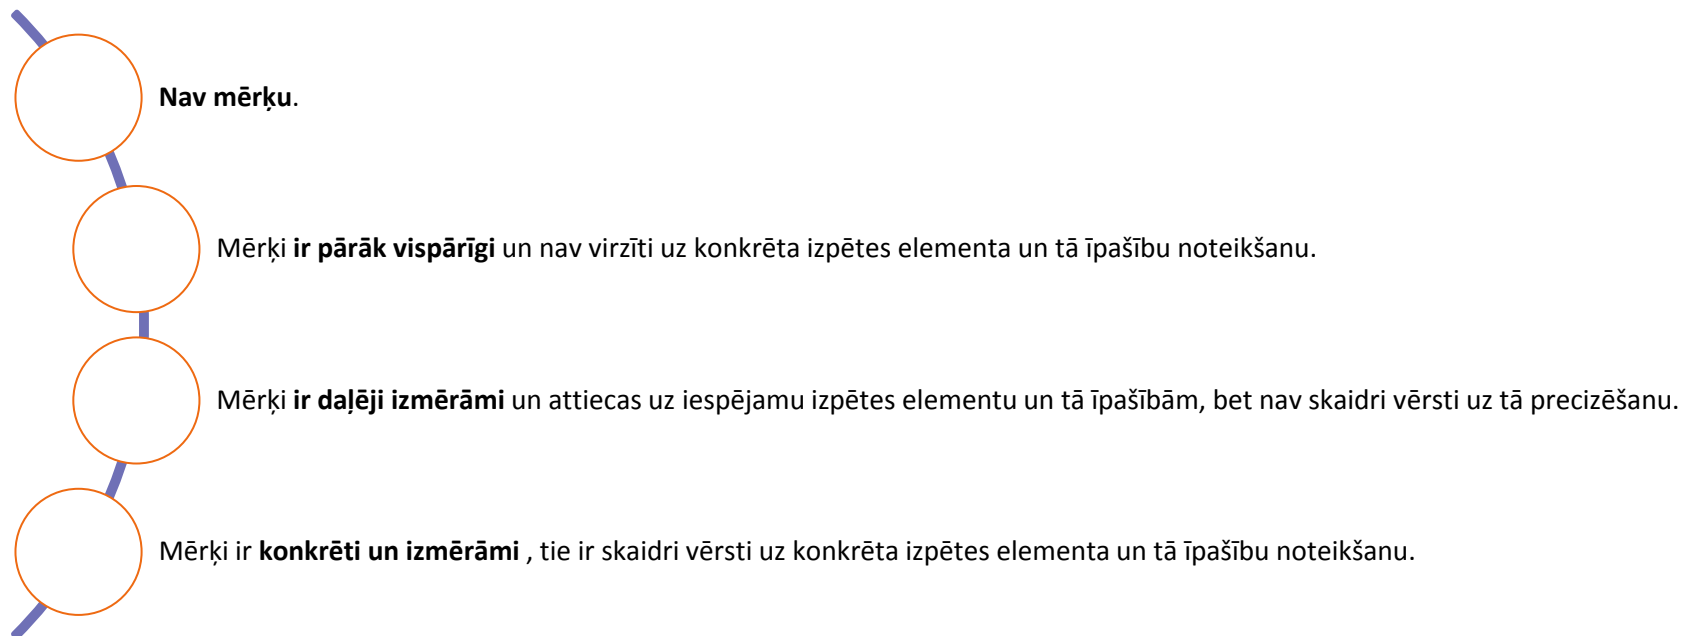 Nav mērķu.
Mērķi ir pārāk vispārīgi un nav virzīti uz konkrēta izpētes elementa un tā īpašību noteikšanu.
Mērķi ir daļēji izmērāmi un attiecas uz iespējamu izpētes elementu un tā īpašībām, bet nav skaidri vērsti uz tā precizēšanu.
Mērķi ir konkrēti un izmērāmi , tie ir skaidri vērsti uz konkrēta izpētes elementa un tā īpašību noteikšanu.